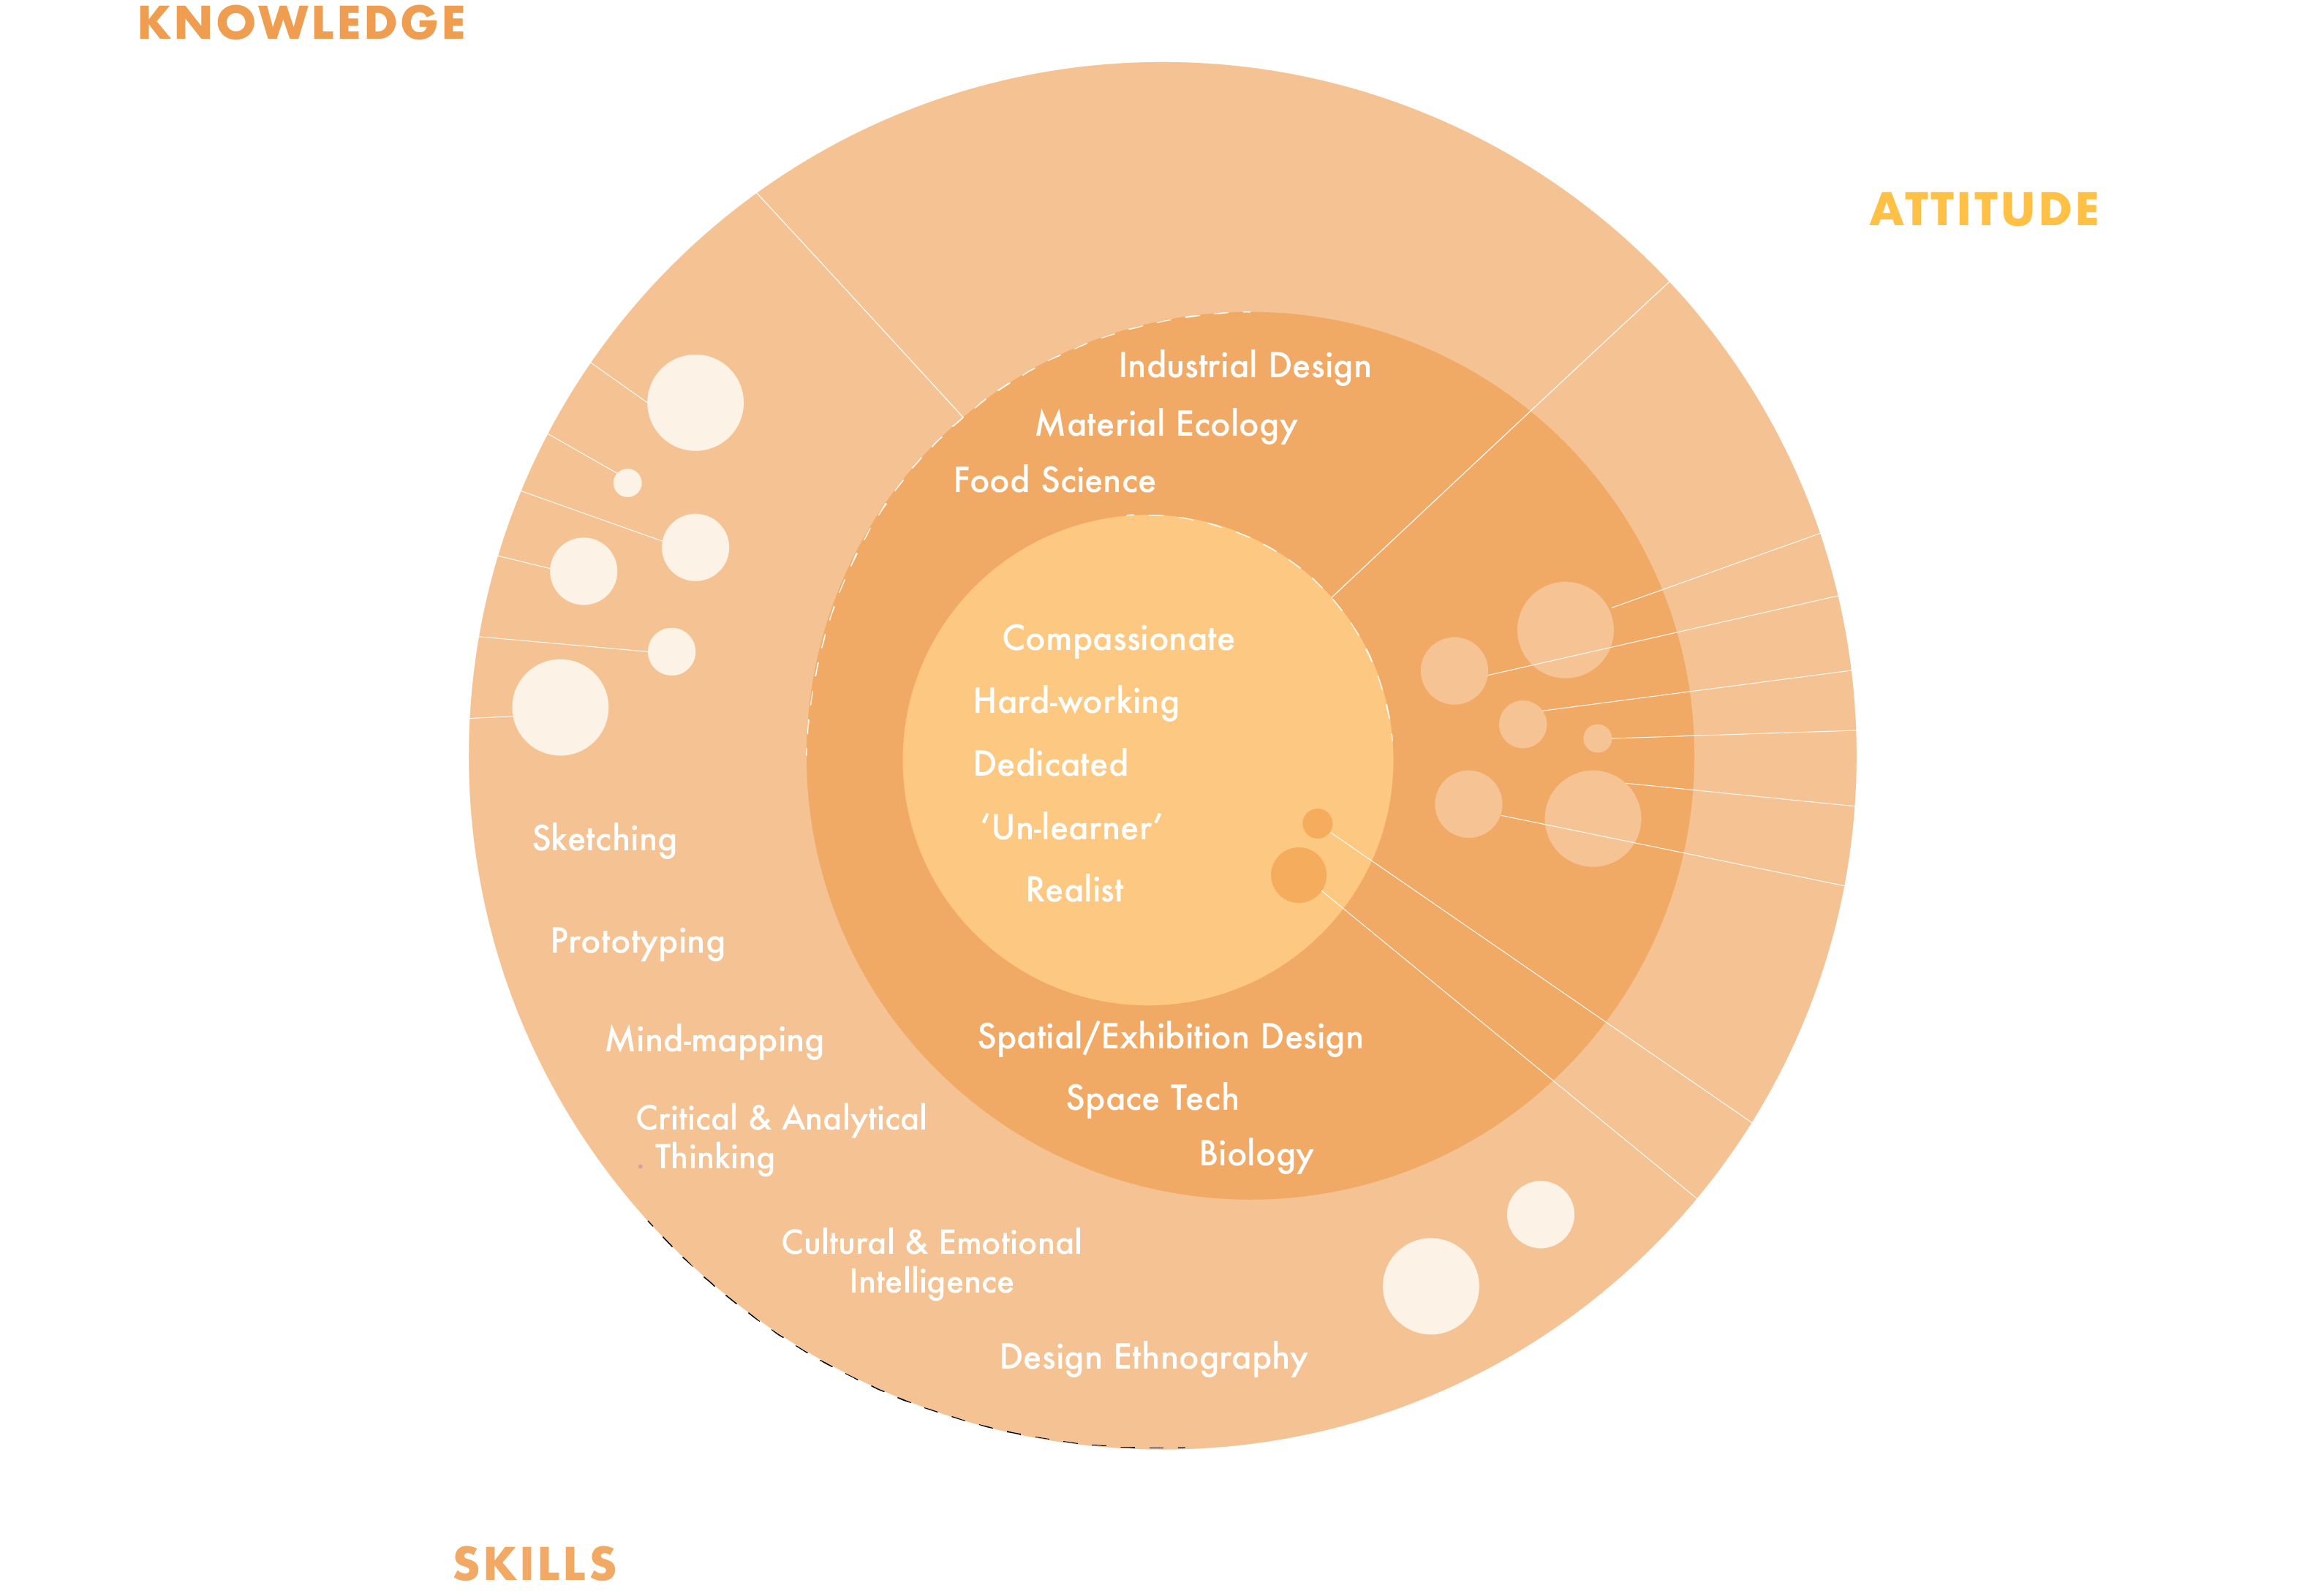 KNOWLEDGE
ATTITUDE
Industrial Design
Material Ecology
Food Science
Compassionate
Hard-working
Dedicated
‘Un-learner’
Realist
Sketching
Prototyping
Mind-mapping
Critical & Analytical
Thinking
Spatial/Exhibition Design
Space Tech
Biology
Cultural & Emotional
Intelligence
Design Ethnography
SKILLS